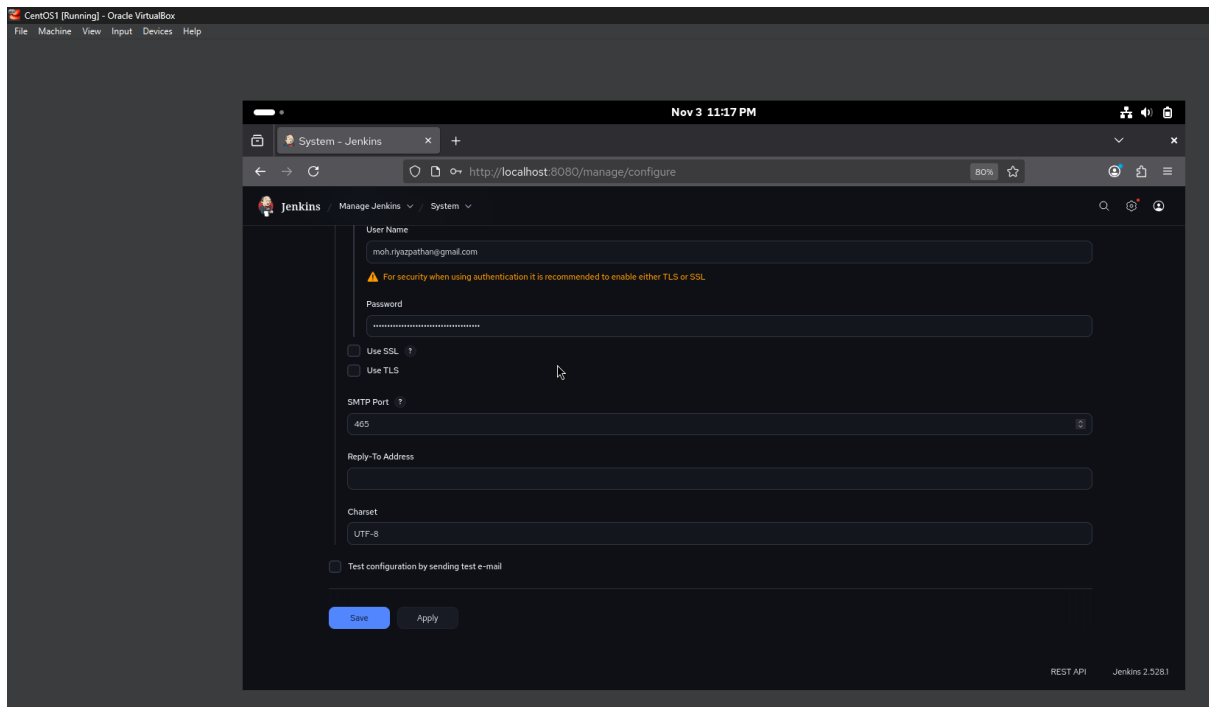 CentOS1 [Running] - Oracle VirtualBox
File Machine View Input Devices Help
Nov 3 11:17 PM
System - Jenkins
http://localhost:8080/manage/configure
80%
Jenkins / Manage Jenkins / System
User Name
moh.riyazpathan@gmail.com
For security when using authentication it is recommended to enable either TLS or SSL
Password
Use SSL ?
Use TLS
SMTP Port ?
465
Reply-To Address
Charset
UTF-8
Test configuration by sending test e-mail
Save Apply
REST API Jenkins 2.528.1